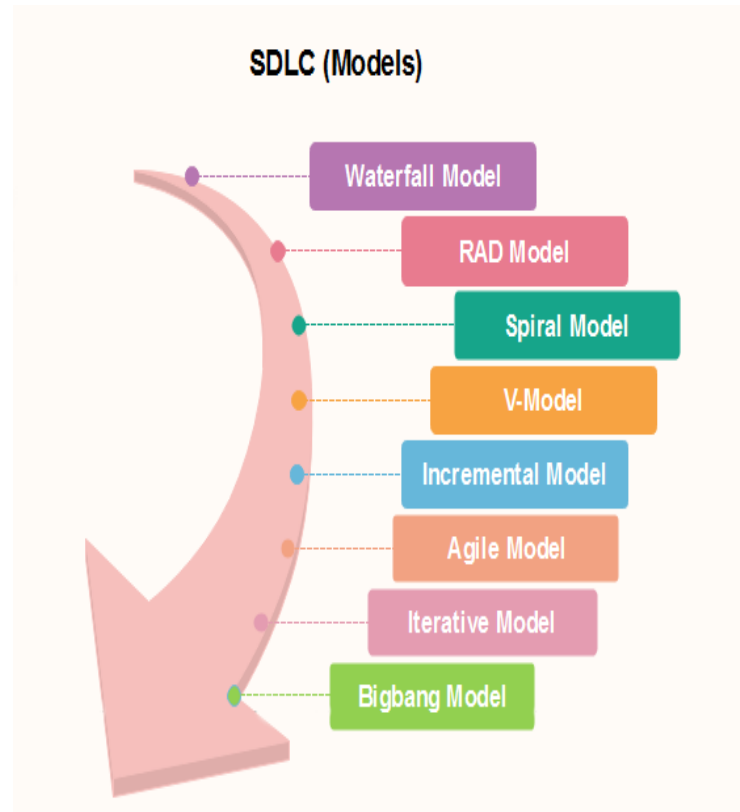 SDLC (Models)
Waterfall Model
RAD Model
Spiral Model
V-Model
Incremental Model
Agile Model
Iterative Model
Bigbang Model